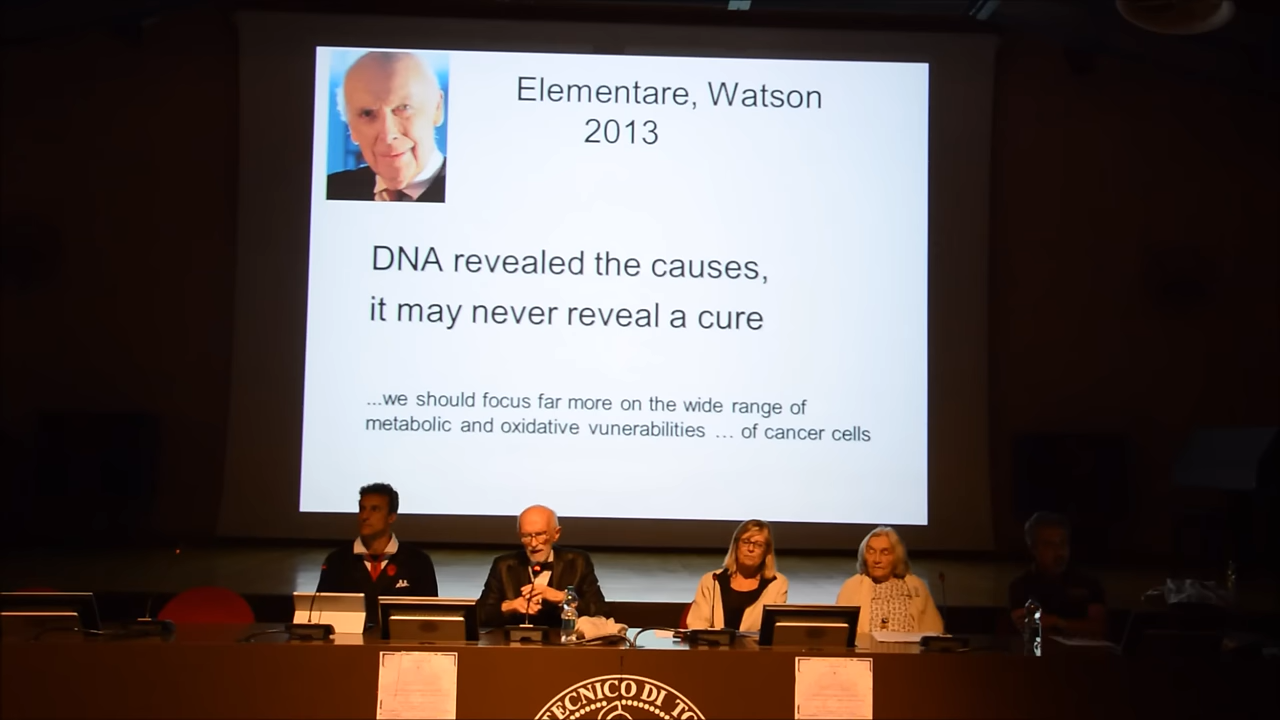 Elementare, Watson
2013
DNA revealed the causes,
it may never reveal a cure
...we should focus far more on the wide range of
metabolic and oxidative vunerabilities ... of cancer cells
TECNICO DI TO